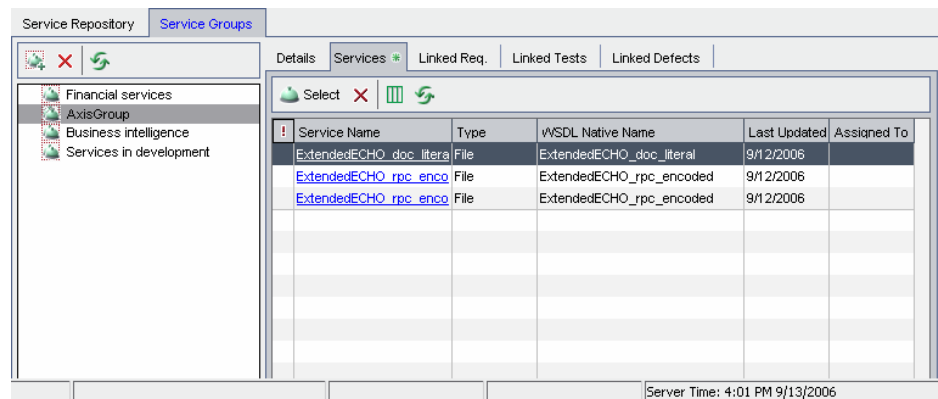 Service Repository Service Groups
Details Services Linked Req. Linked Tests Linked Defects
Financial services
AxisGroup
Business intelligence
Services in development
Select
! Service Name Type WSDL Native Name Last Updated Assigned To
ExtendedECHO_doc_litera File ExtendedECHO_doc_literal 9/12/2006
ExtendedECHO_rpc_enco File ExtendedECHO_rpc_encoded 9/12/2006
ExtendedECHO_rpc_enco File ExtendedECHO_rpc_encoded 9/12/2006
Server Time: 4:01 PM 9/13/2006